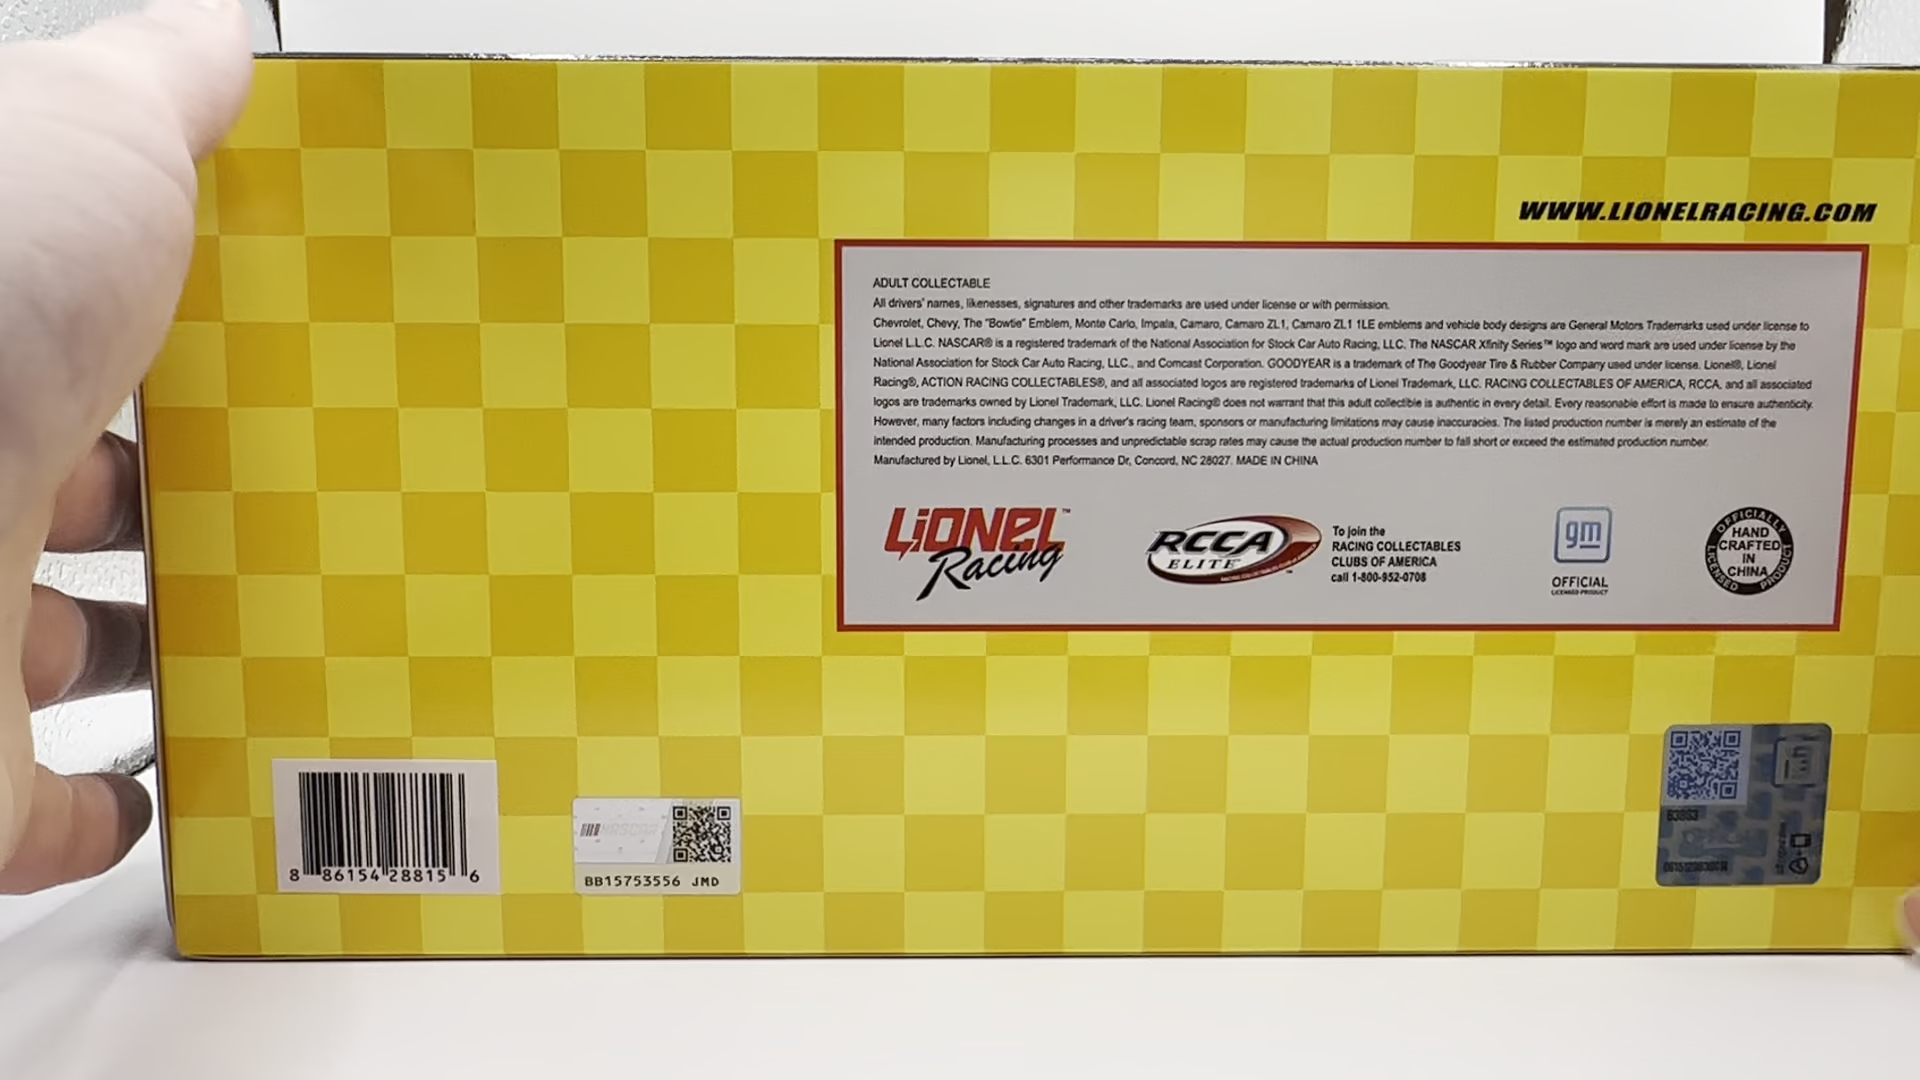 WWW.LIONELRACING.COM
ADULT COLLECTABLE
All drivers' names, likenesses, signatures and other trademarks are used under license or with permission.
Chevrolet, Chevy, The "Bowtie" Emblem, Monte Carlo, Impala, Camaro, Camaro ZL1, Camaro ZL1 1LE emblems and vehicle body designs are General Motors Trademarks used under license to
Lionel L.L.C. NASCAR® is a registered trademark of the National Association for Stock Car Auto Racing, LLC. The NASCAR Xfinity Series™ logo and word mark are used under license by the
National Association for Stock Car Auto Racing, LLC., and Comcast Corporation. GOODYEAR is a trademark of The Goodyear Tire & Rubber Company used under license. Lionel®, Lionel
Racing®, ACTION RACING COLLECTABLES®, and all associated logos are registered trademarks of Lionel Trademark, LLC. RACING COLLECTABLES OF AMERICA, RCCA, and all associated
logos are trademarks owned by Lionel Trademark, LLC. Lionel Racing® does not warrant that this adult collectible is authentic in every detail. Every reasonable effort is made to ensure authenticity.
However, many factors including changes in a driver's racing team, sponsors or manufacturing limitations may cause inaccuracies. The listed production number is merely an estimate of the
intended production. Manufacturing processes and unpredictable scrap rates may cause the actual production number to fall short or exceed the estimated production number.
Manufactured by Lionel, L.L.C. 6301 Performance Dr, Concord, NC 28027. MADE IN CHINA
LIONEL™
Racing
RCCA
ELITE™
To join the
RACING COLLECTABLES
CLUBS OF AMERICA
call 1-800-952-0708
gm
OFFICIAL
LICENSED PRODUCT
OFFICIALLY LICENSED PRODUCT
HAND
CRAFTED
IN
CHINA
NASCAR
BB15753556 JMD
8 86154 28815 6